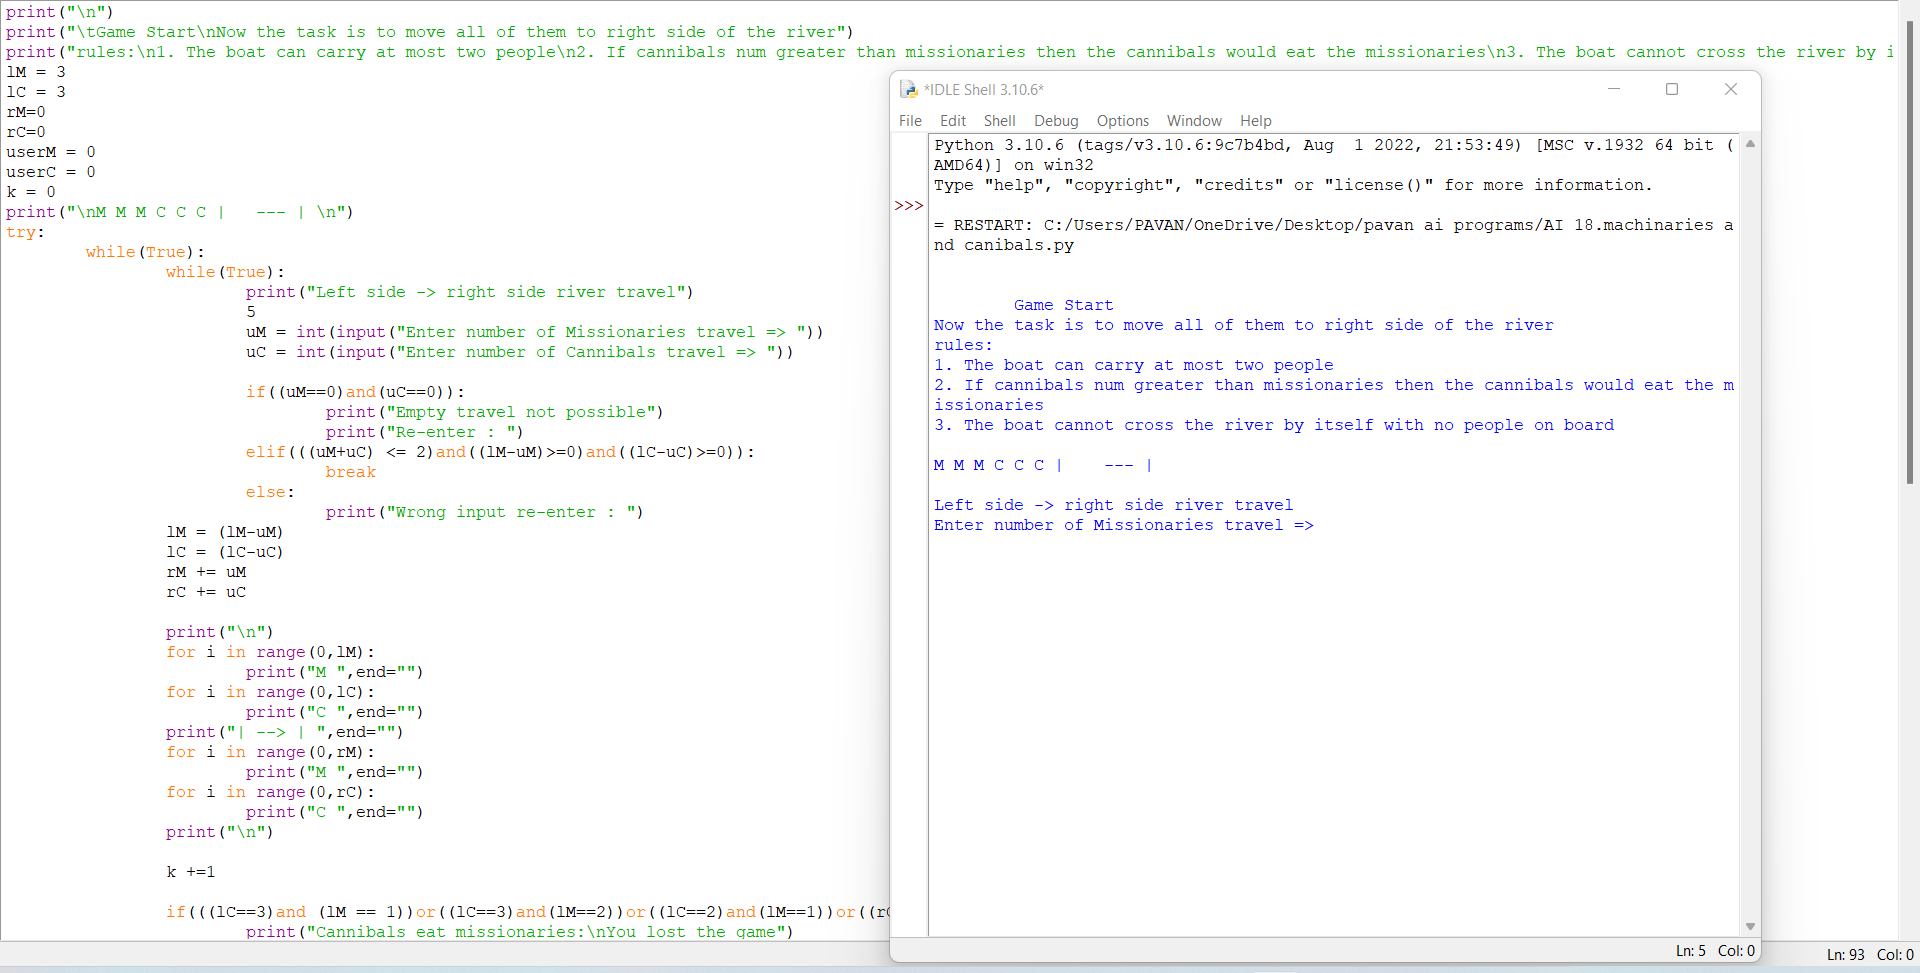 print("\n")
print("\tGame Start\nNow the task is to move all of them to right side of the river")
print("rules:\n1. The boat can carry at most two people\n2. If cannibals num greater than missionaries then the cannibals would eat the missionaries\n3. The boat cannot cross the river by i
lM = 3
lC = 3
rM=0
rC=0
userM = 0
userC = 0
k = 0
print("\nM M M C C C |   --- | \n")
try:
        while(True):
                while(True):
                        print("Left side -> right side river travel")
                        5
                        uM = int(input("Enter number of Missionaries travel => "))
                        uC = int(input("Enter number of Cannibals travel => "))

                        if((uM==0)and(uC==0)):
                                print("Empty travel not possible")
                                print("Re-enter : ")
                        elif(((uM+uC) <= 2)and((lM-uM)>=0)and((lC-uC)>=0)):
                                break
                        else:
                                print("Wrong input re-enter : ")
                lM = (lM-uM)
                lC = (lC-uC)
                rM += uM
                rC += uC

                print("\n")
                for i in range(0,lM):
                        print("M ",end="")
                for i in range(0,lC):
                        print("C ",end="")
                print("| --> | ",end="")
                for i in range(0,rM):
                        print("M ",end="")
                for i in range(0,rC):
                        print("C ",end="")
                print("\n")

                k +=1

                if(((lC==3)and (lM == 1))or((lC==3)and(lM==2))or((lC==2)and(lM==1))or((r
                        print("Cannibals eat missionaries:\nYou lost the game")
*IDLE Shell 3.10.6*
File Edit Shell Debug Options Window Help
Python 3.10.6 (tags/v3.10.6:9c7b4bd, Aug  1 2022, 21:53:49) [MSC v.1932 64 bit (
AMD64)] on win32
Type "help", "copyright", "credits" or "license()" for more information.
>>>
= RESTART: C:/Users/PAVAN/OneDrive/Desktop/pavan ai programs/AI 18.machinaries a
nd canibals.py

        Game Start
Now the task is to move all of them to right side of the river
rules:
1. The boat can carry at most two people
2. If cannibals num greater than missionaries then the cannibals would eat the m
issionaries
3. The boat cannot cross the river by itself with no people on board

M M M C C C |    --- |

Left side -> right side river travel
Enter number of Missionaries travel =>
Ln: 5 Col: 0
Ln: 93 Col: 0